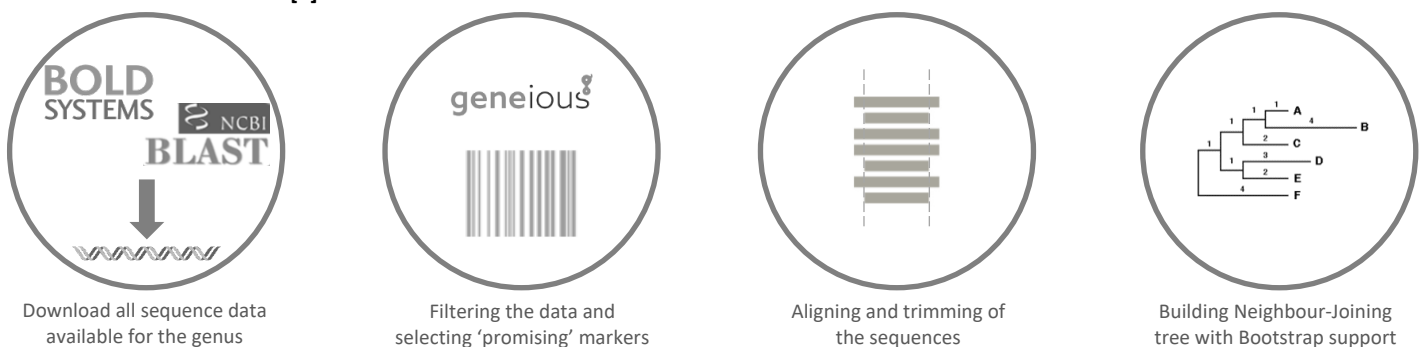 BOLD
SYSTEMS
NCBI
BLAST
geneious
1
1
A
4
B
1
2
C
1
3
D
1
2
E
4
F
Download all sequence data
available for the genus
Filtering the data and
selecting ‘promising’ markers
Aligning and trimming of
the sequences
Building Neighbour-Joining
tree with Bootstrap support